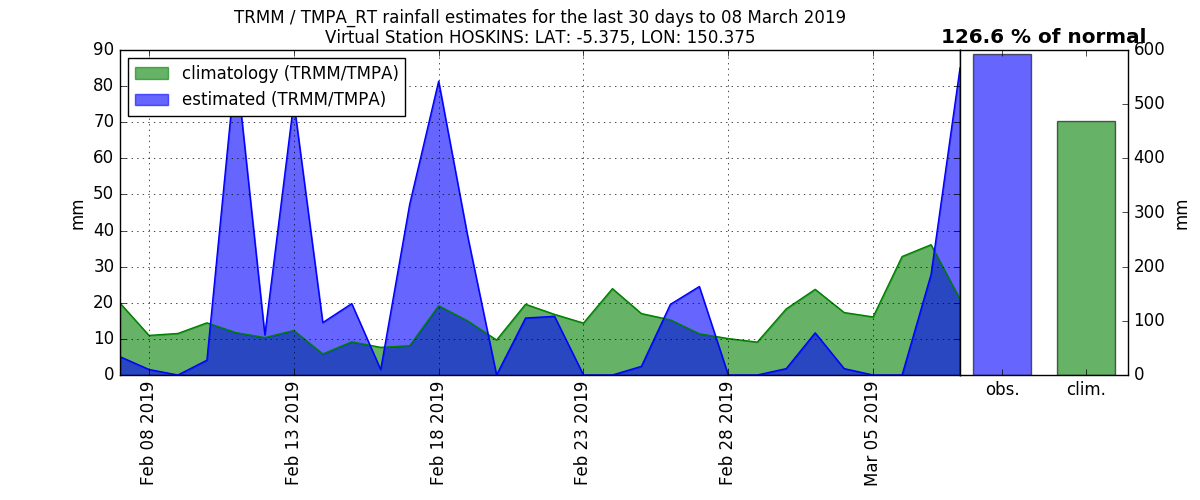 TRMM / TMPA_RT rainfall estimates for the last 30 days to 08 March 2019
Virtual Station HOSKINS: LAT: -5.375, LON: 150.375
126.6 % of normal
climatology (TRMM/TMPA)
estimated (TRMM/TMPA)
90
80
70
60
50
40
30
20
10
0
mm
Feb 08 2019
Feb 13 2019
Feb 18 2019
Feb 23 2019
Feb 28 2019
Mar 05 2019
obs.
clim.
600
500
400
300
200
100
0
mm